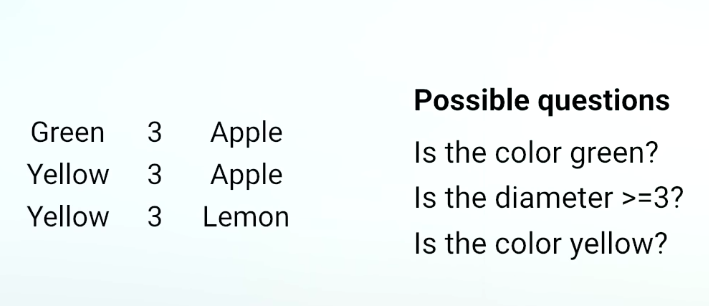 Green 3 Apple
Yellow 3 Apple
Yellow 3 Lemon
Possible questions
Is the color green?
Is the diameter >=3?
Is the color yellow?